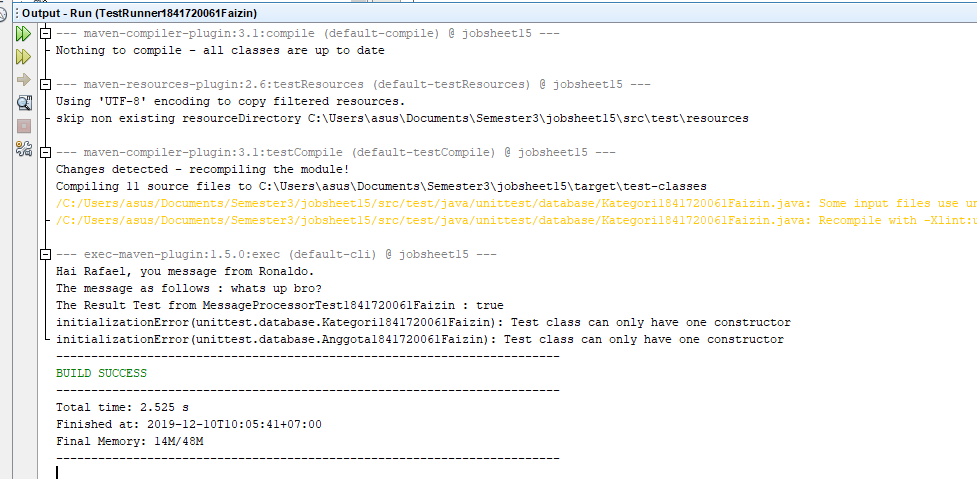 Output - Run (TestRunner1841720061Faizin)
--- maven-compiler-plugin:3.1:compile (default-compile) @ jobsheet15 ---
Nothing to compile - all classes are up to date
--- maven-resources-plugin:2.6:testResources (default-testResources) @ jobsheet15 ---
Using 'UTF-8' encoding to copy filtered resources.
skip non existing resourceDirectory C:\Users\asus\Documents\Semester3\jobsheet15\src\test\resources
--- maven-compiler-plugin:3.1:testCompile (default-testCompile) @ jobsheet15 ---
Changes detected - recompiling the module!
Compiling 11 source files to C:\Users\asus\Documents\Semester3\jobsheet15\target\test-classes
/C:/Users/asus/Documents/Semester3/jobsheet15/src/test/java/unittest/database/Kategori1841720061Faizin.java: Some input files use un
/C:/Users/asus/Documents/Semester3/jobsheet15/src/test/java/unittest/database/Kategori1841720061Faizin.java: Recompile with -Xlint:u
--- exec-maven-plugin:1.5.0:exec (default-cli) @ jobsheet15 ---
Hai Rafael, you message from Ronaldo.
The message as follows : whats up bro?
The Result Test from MessageProcessorTest1841720061Faizin : true
initializationError(unittest.database.Kategori1841720061Faizin): Test class can only have one constructor
initializationError(unittest.database.Anggota1841720061Faizin): Test class can only have one constructor
------------------------------------------------------------------------
BUILD SUCCESS
------------------------------------------------------------------------
Total time: 2.525 s
Finished at: 2019-12-10T10:05:41+07:00
Final Memory: 14M/48M
------------------------------------------------------------------------